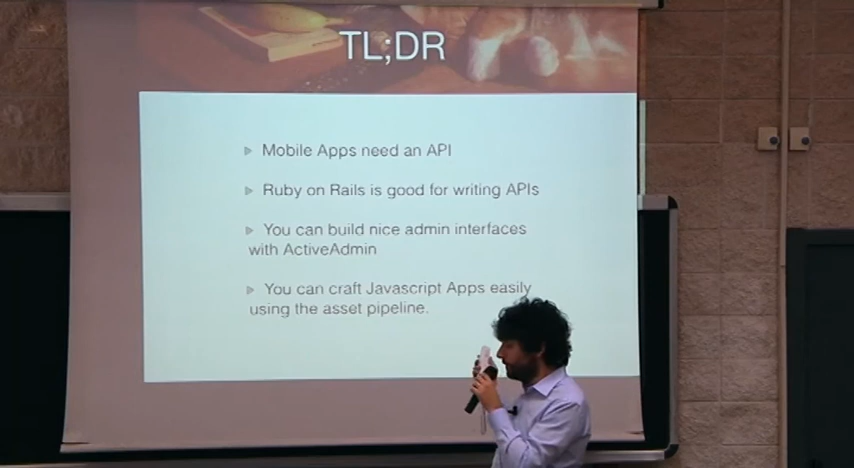 TL;DR
Mobile Apps need an API
Ruby on Rails is good for writing APIs
You can build nice admin interfaces
with ActiveAdmin
You can craft Javascript Apps easily
using the asset pipeline.